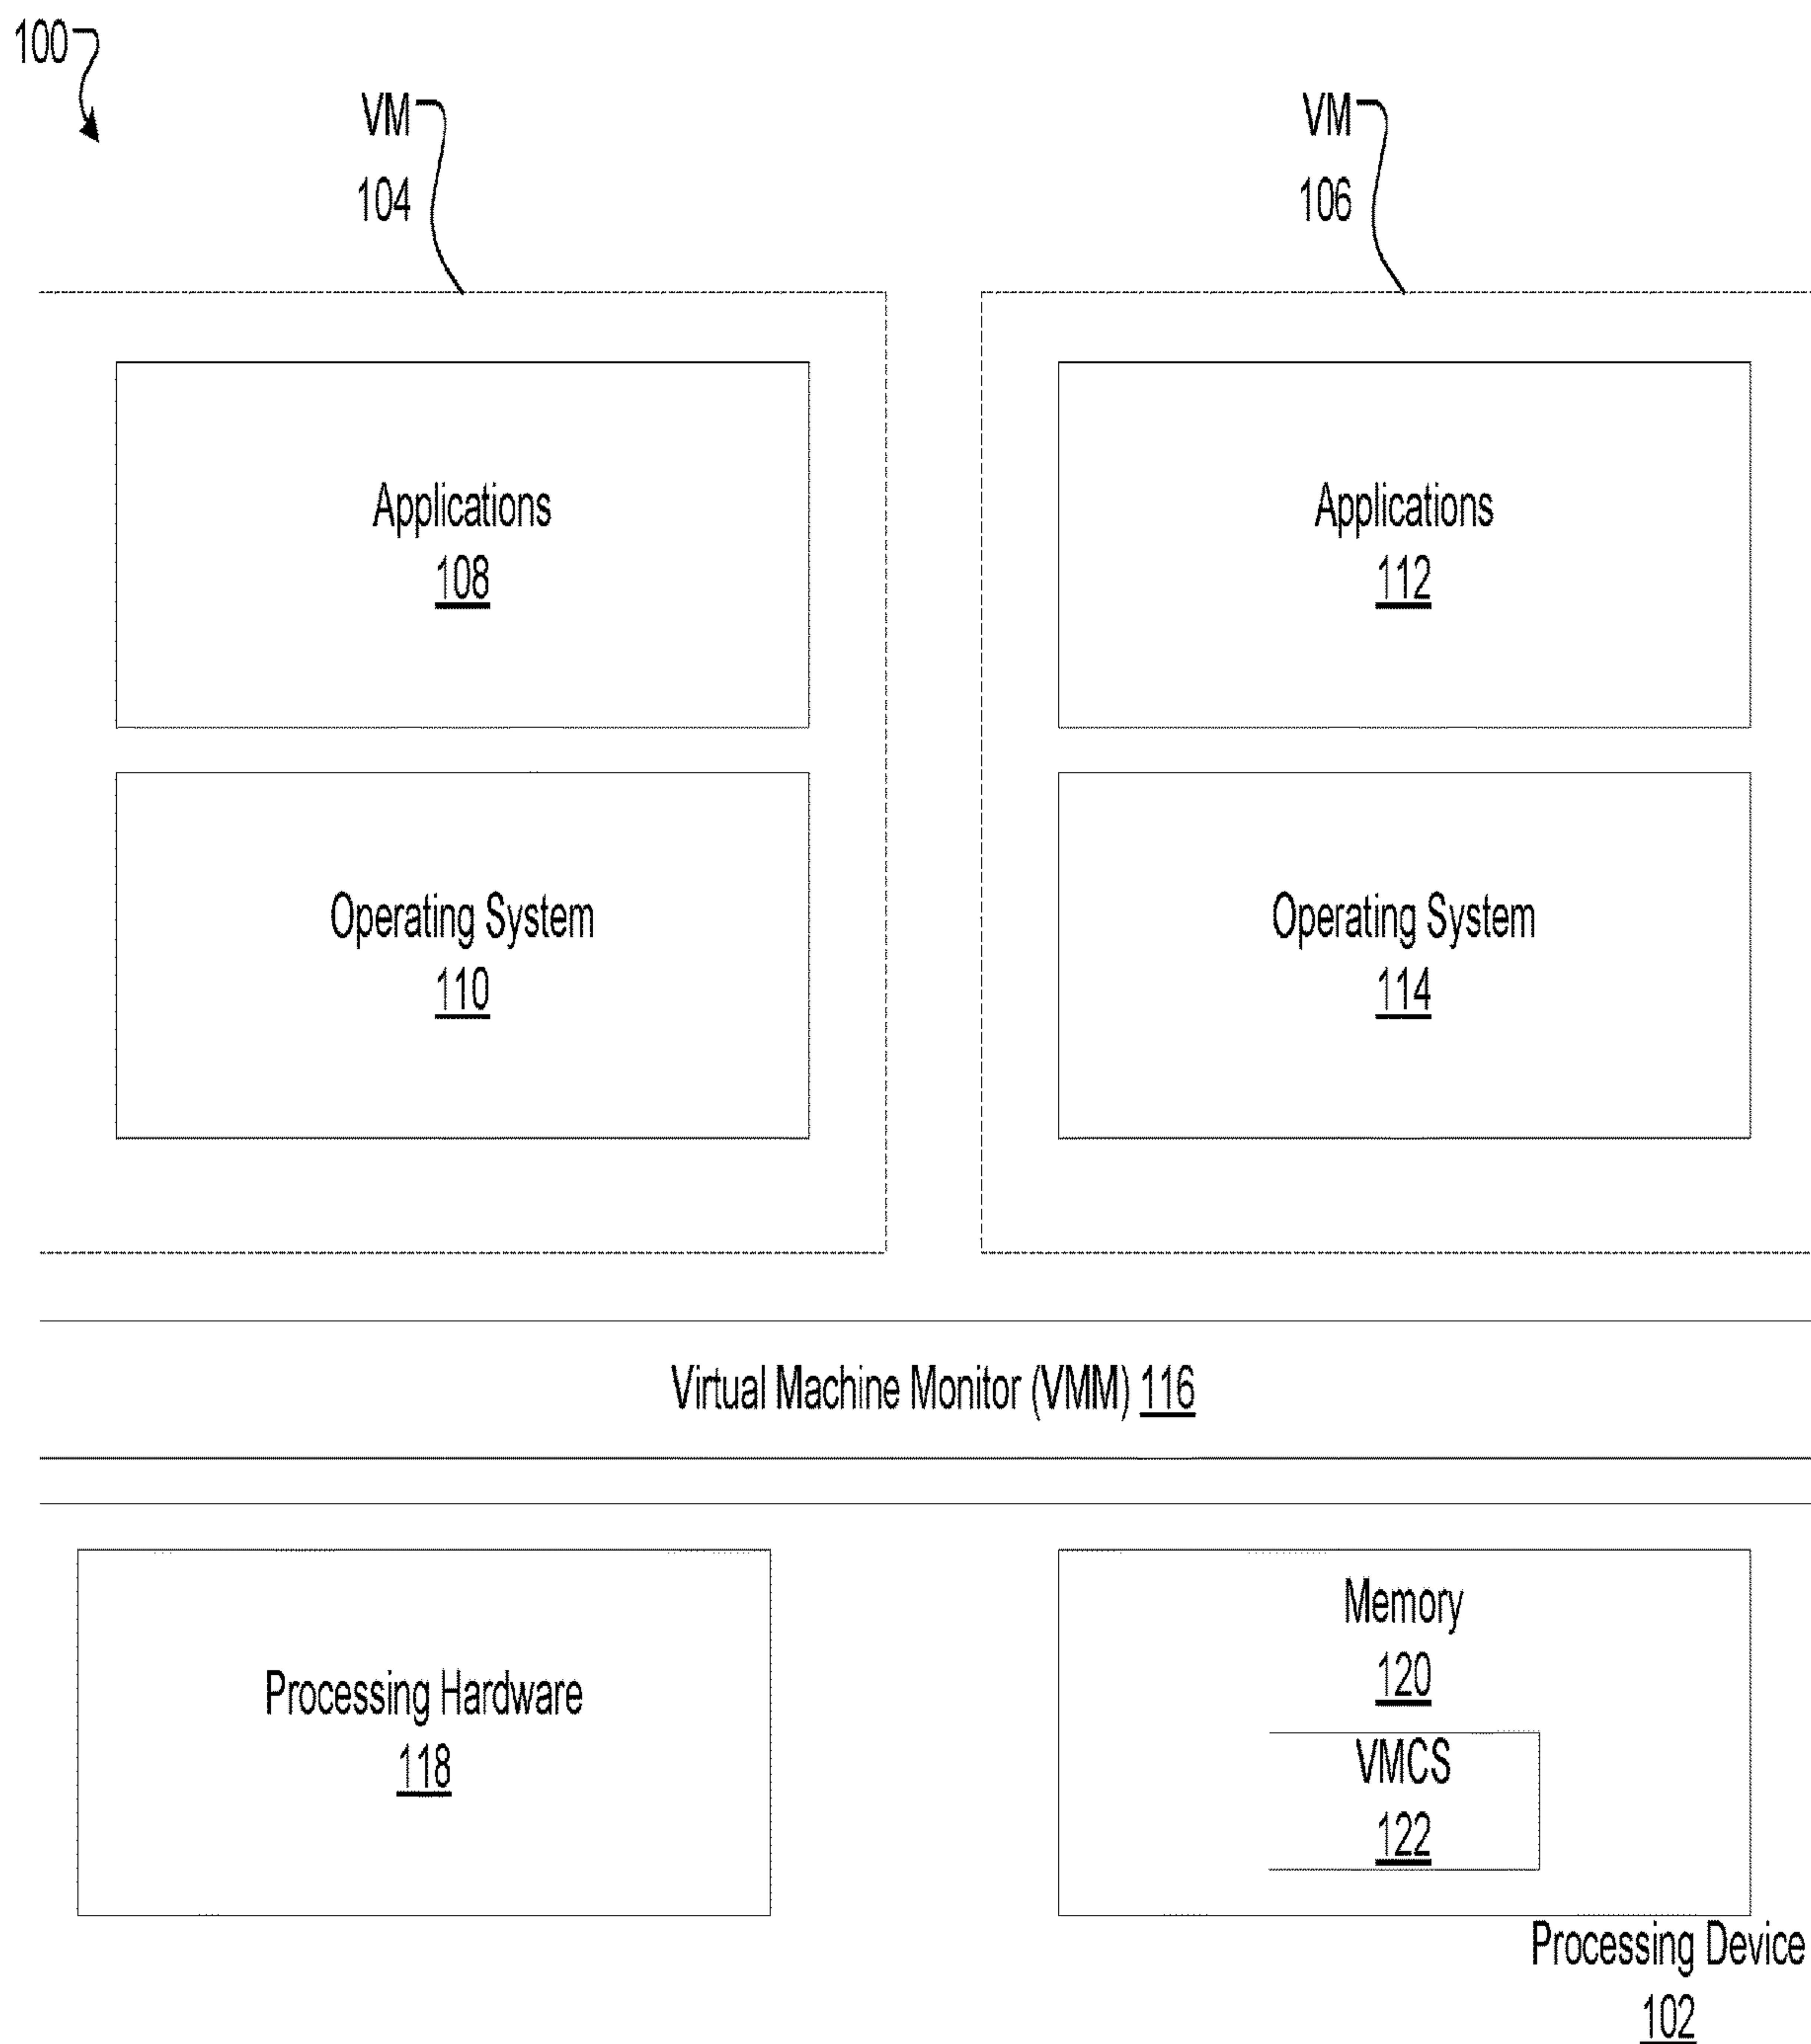 100
VM
104
VM
106
Applications
108
Applications
112
Operating System
110
Operating System
114
Virtual Machine Monitor (VMM) 116
Processing Hardware
118
Memory
120
VMCS
122
Processing Device
102